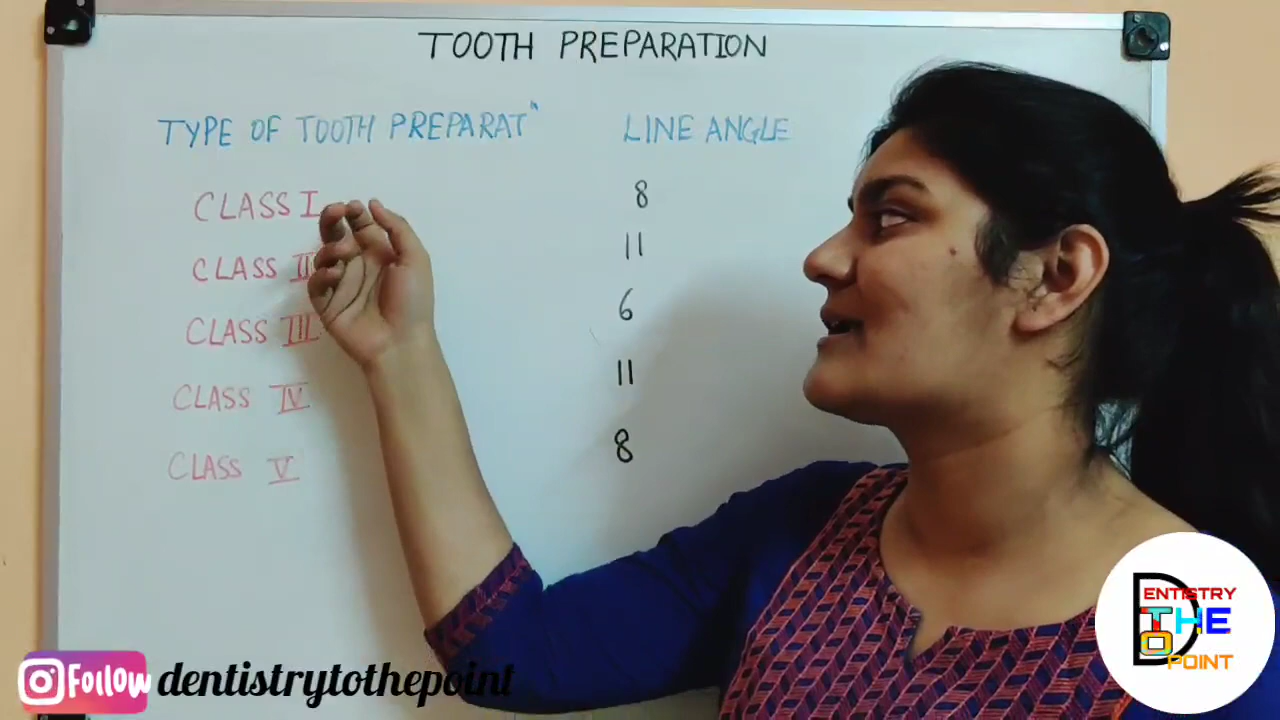 TOOTH PREPARATION
TYPE OF TOOTH PREPARATⁿ LINE ANGLE
CLASS I 8
CLASS II 11
CLASS III 6
CLASS IV 11
CLASS V 8
DENTISTRY
THE
TO
POINT
Follow dentistrytothepoint